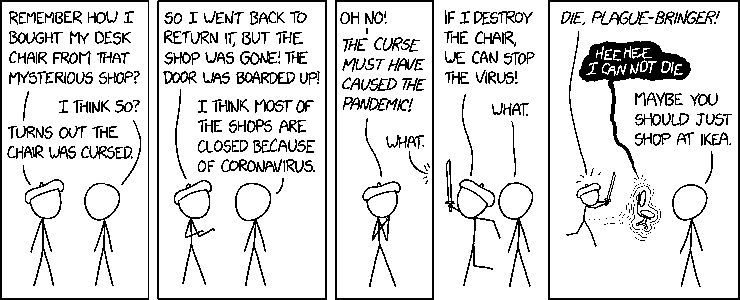 REMEMBER HOW I
BOUGHT MY DESK
CHAIR FROM THAT
MYSTERIOUS SHOP?
I THINK SO?
TURNS OUT THE
CHAIR WAS CURSED.
SO I WENT BACK TO
RETURN IT, BUT THE
SHOP WAS GONE! THE
DOOR WAS BOARDED UP!
I THINK MOST OF
THE SHOPS ARE
CLOSED BECAUSE
OF CORONAVIRUS.
OH NO!
THE CURSE
MUST HAVE
CAUSED THE
PANDEMIC!
WHAT.
IF I DESTROY
THE CHAIR,
WE CAN STOP
THE VIRUS!
WHAT.
DIE, PLAGUE-BRINGER!
HEE HEE
I CAN NOT DIE
MAYBE YOU
SHOULD JUST
SHOP AT IKEA.